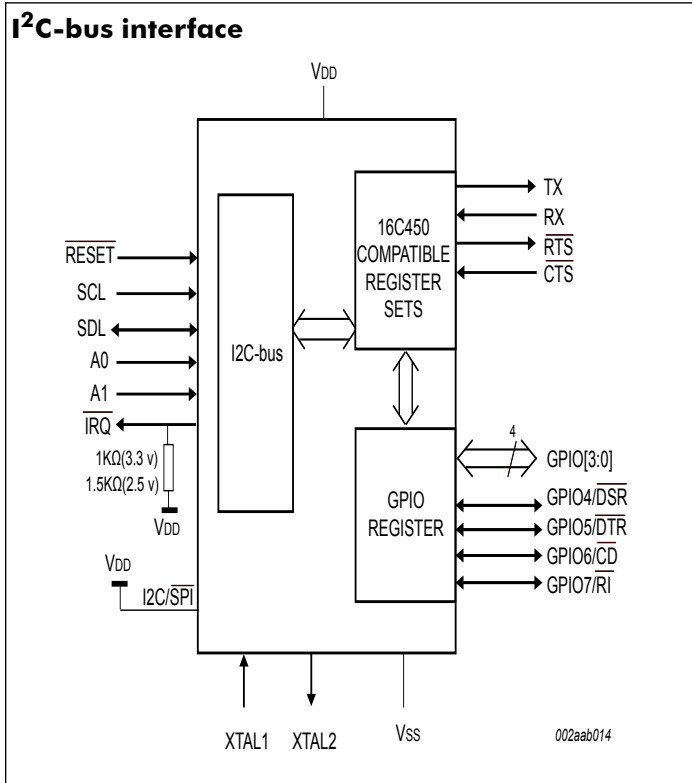 I²C-bus interface
VDD
RESET
SCL
SDL
A0
A1
IRQ
1KΩ(3.3 v)
1.5KΩ(2.5 v)
VDD
VDD
I2C/SPI
I2C-bus
16C450
COMPATIBLE
REGISTER
SETS
GPIO
REGISTER
TX
RX
RTS
CTS
4
GPIO[3:0]
GPIO4/DSR
GPIO5/DTR
GPIO6/CD
GPIO7/RI
XTAL1
XTAL2
VSS
002aab014